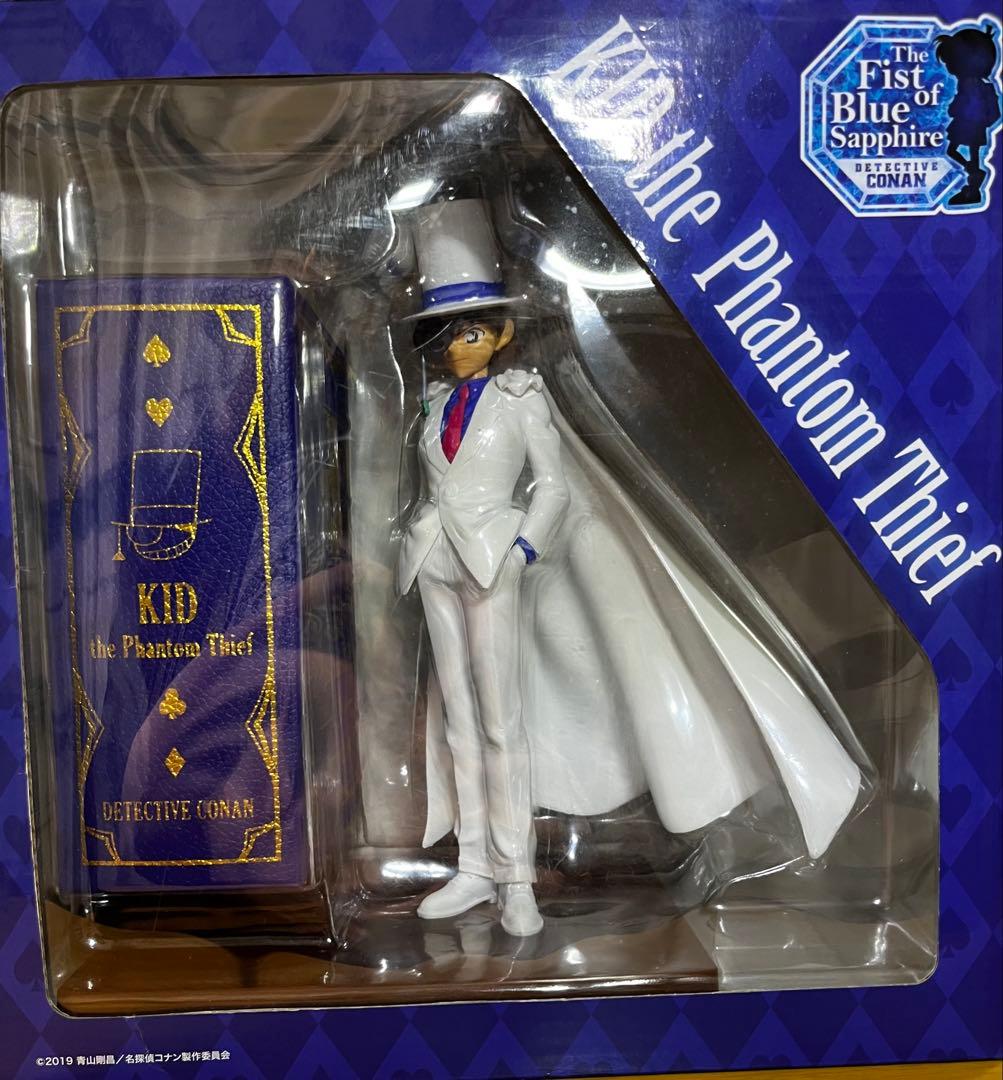 The
Fist
of
Blue
Sapphire
DETECTIVE
CONAN
KID the Phantom Thief
KID
the Phantom Thief
DETECTIVE CONAN
©2019 青山剛昌／名探偵コナン製作委員会